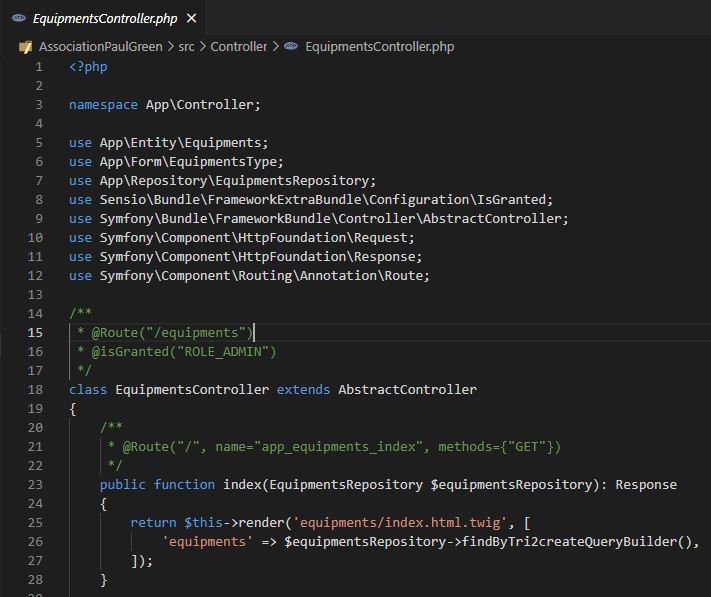 EquipmentsController.php ×
AssociationPaulGreen > src > Controller > EquipmentsController.php
1 <?php
2
3 namespace App\Controller;
4
5 use App\Entity\Equipments;
6 use App\Form\EquipmentsType;
7 use App\Repository\EquipmentsRepository;
8 use Sensio\Bundle\FrameworkExtraBundle\Configuration\IsGranted;
9 use Symfony\Bundle\FrameworkBundle\Controller\AbstractController;
10 use Symfony\Component\HttpFoundation\Request;
11 use Symfony\Component\HttpFoundation\Response;
12 use Symfony\Component\Routing\Annotation\Route;
13
14 /**
15 * @Route("/equipments")
16 * @isGranted("ROLE_ADMIN")
17 */
18 class EquipmentsController extends AbstractController
19 {
20 /**
21 * @Route("/", name="app_equipments_index", methods={"GET"})
22 */
23 public function index(EquipmentsRepository $equipmentsRepository): Response
24 {
25 return $this->render('equipments/index.html.twig', [
26 'equipments' => $equipmentsRepository->findByTri2createQueryBuilder(),
27 ]);
28 }